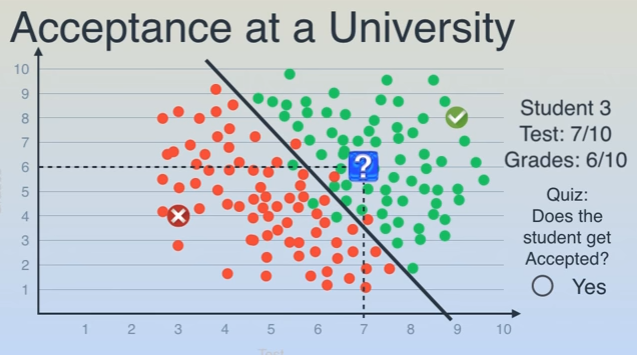 Acceptance at a University
10
9
8
7
6
5
4
3
2
1
1 2 3 4 5 6 7 8 9 10
?
Student 3
Test: 7/10
Grades: 6/10
Quiz:
Does the
student get
Accepted?
Yes